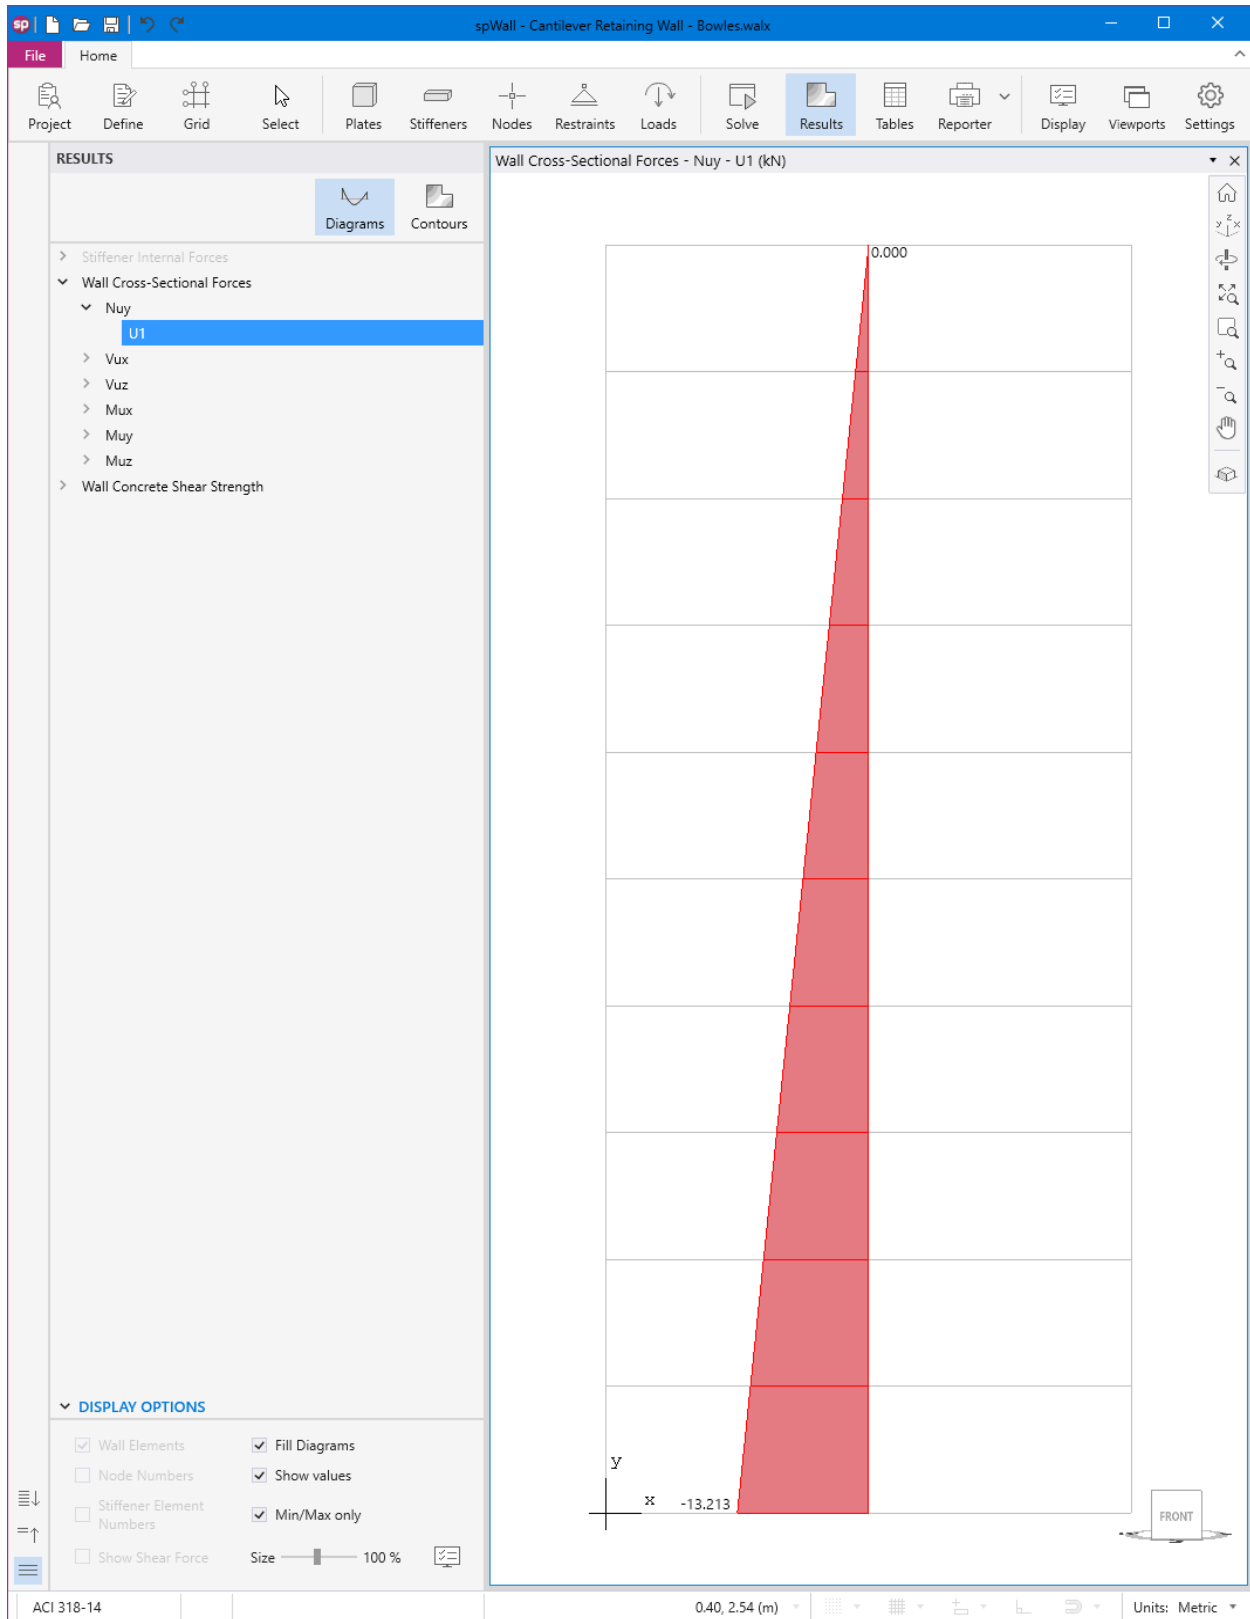 sp spWall - Cantilever Retaining Wall - Bowles.walx
File Home
Project Define Grid Select Plates Stiffeners Nodes Restraints Loads Solve Results Tables Reporter Display Viewports Settings
RESULTS
Diagrams Contours
Stiffener Internal Forces
Wall Cross-Sectional Forces
Nuy
U1
Vux
Vuz
Mux
Muy
Muz
Wall Concrete Shear Strength
DISPLAY OPTIONS
Wall Elements Fill Diagrams
Node Numbers Show values
Stiffener Element
Numbers Min/Max only
Show Shear Force Size 100 %
Wall Cross-Sectional Forces - Nuy - U1 (kN)
0.000
y z x
y
x -13.213
FRONT
ACI 318-14 0.40, 2.54 (m) Units: Metric